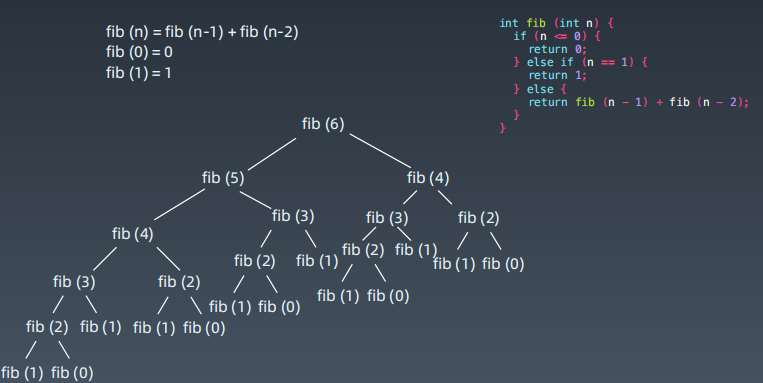 fib (n) = fib (n-1) + fib (n-2)
fib (0) = 0
fib (1) = 1
int fib (int n) {
if (n <= 0) {
return 0;
} else if (n == 1) {
return 1;
} else {
return fib (n - 1) + fib (n - 2);
}
}
fib (6)
fib (5) fib (4)
fib (4) fib (3) fib (3) fib (2)
fib (3) fib (2) fib (2) fib (1) fib (2) fib (1) fib (1) fib (0)
fib (2) fib (1) fib (1) fib (0) fib (1) fib (0) fib (1) fib (0)
fib (1) fib (0)